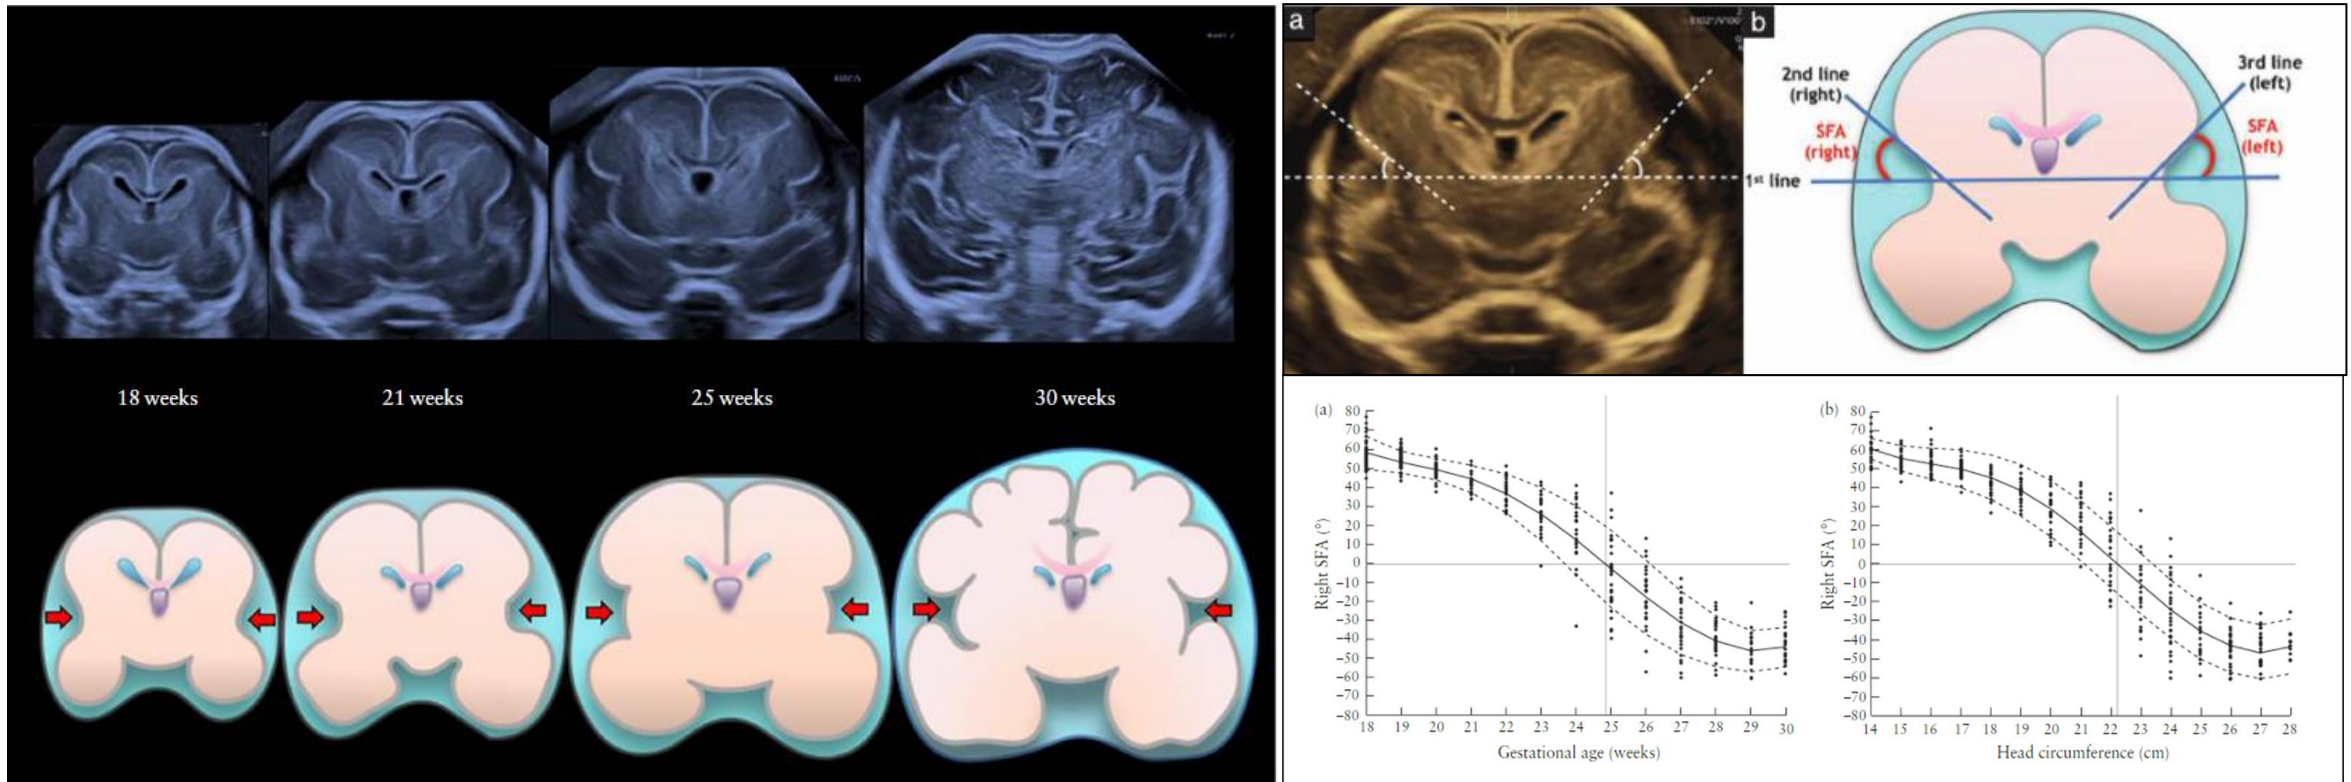 18 weeks
21 weeks
25 weeks
30 weeks
a
b
2nd line
(right)
3rd line
(left)
SFA
(right)
SFA
(left)
1st line
(a)
80
70
60
50
40
30
20
10
0
−10
−20
−30
−40
−50
−60
−70
−80
Right SFA (°)
18 19 20 21 22 23 24 25 26 27 28 29 30
Gestational age (weeks)
(b)
80
70
60
50
40
30
20
10
0
−10
−20
−30
−40
−50
−60
−70
−80
Right SFA (°)
14 15 16 17 18 19 20 21 22 23 24 25 26 27 28
Head circumference (cm)